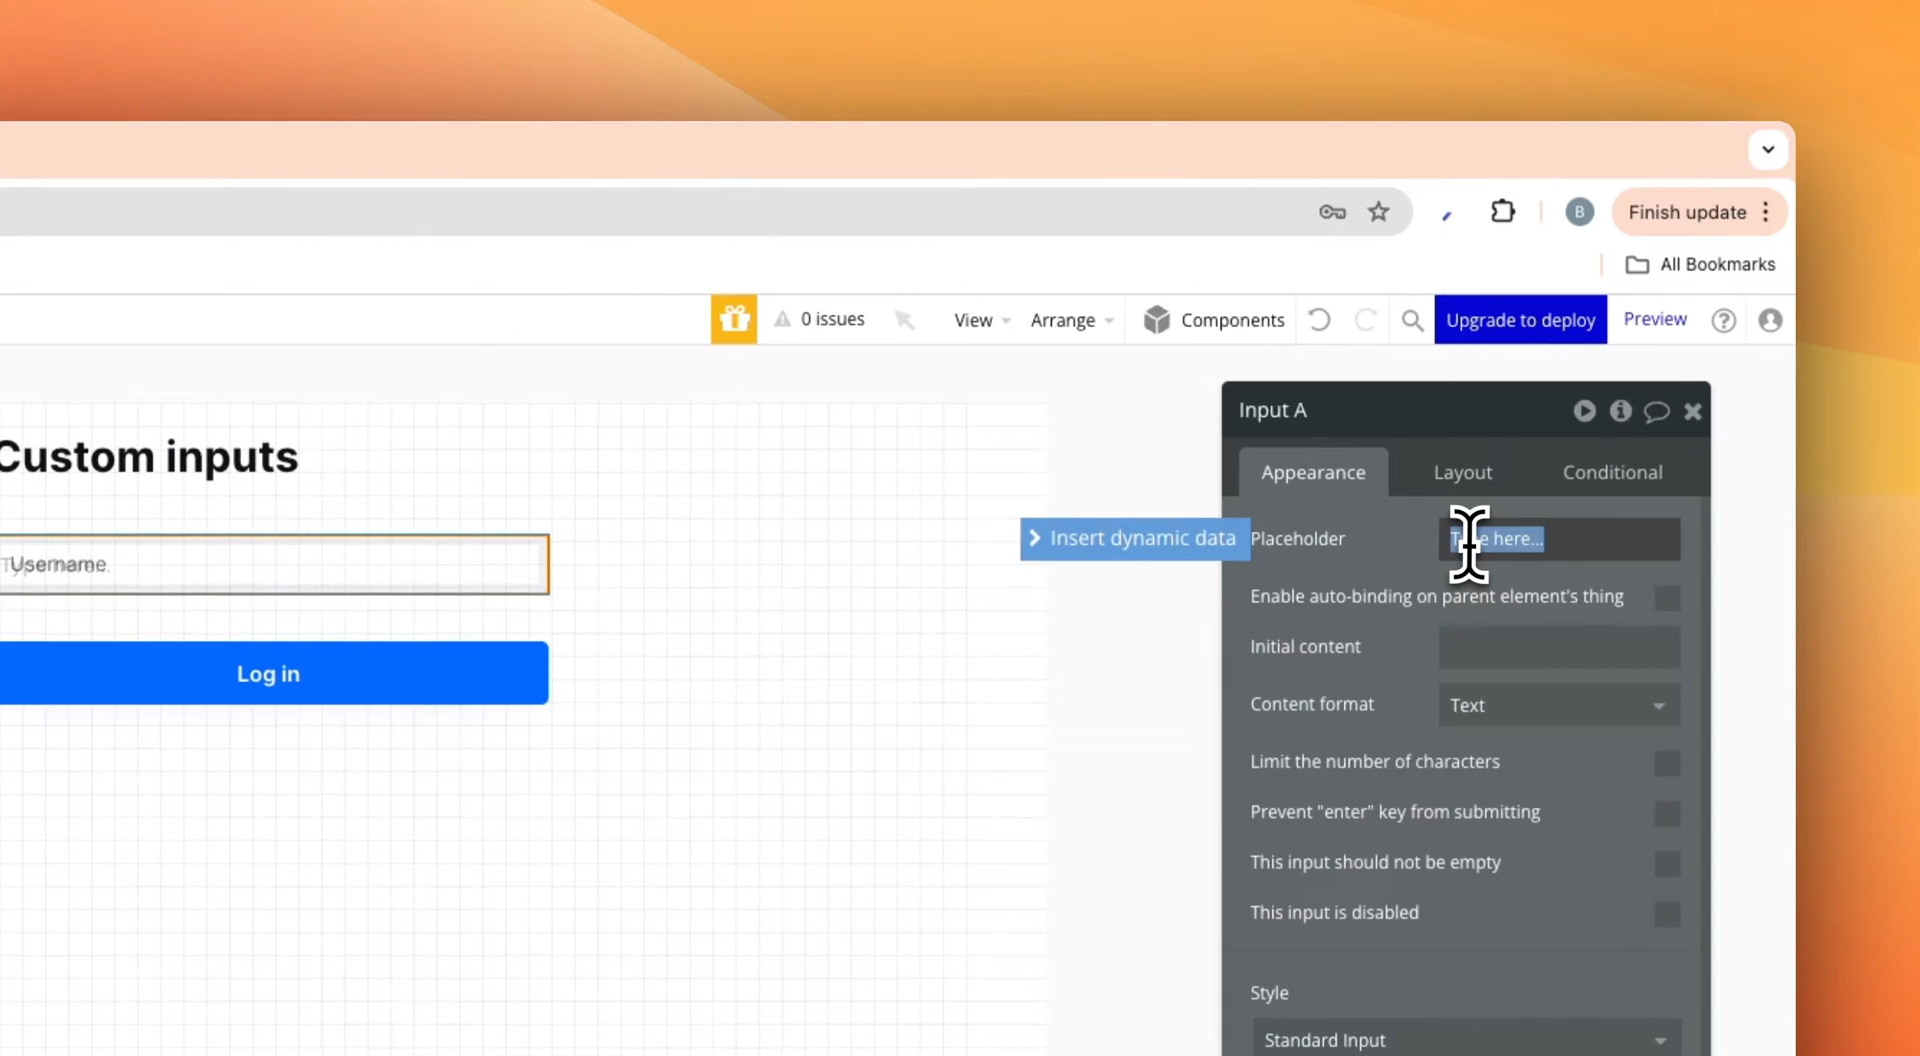 B
Finish update
All Bookmarks
0 issues
View
Arrange
Components
Upgrade to deploy
Preview
Input A
Custom inputs
Appearance
Layout
Conditional
Insert dynamic data
Placeholder
here...
Username
Enable auto-binding on parent element's thing
Initial content
Log in
Content format
Text
Limit the number of characters
Prevent "enter" key from submitting
This input should not be empty
This input is disabled
Style
Standard Input